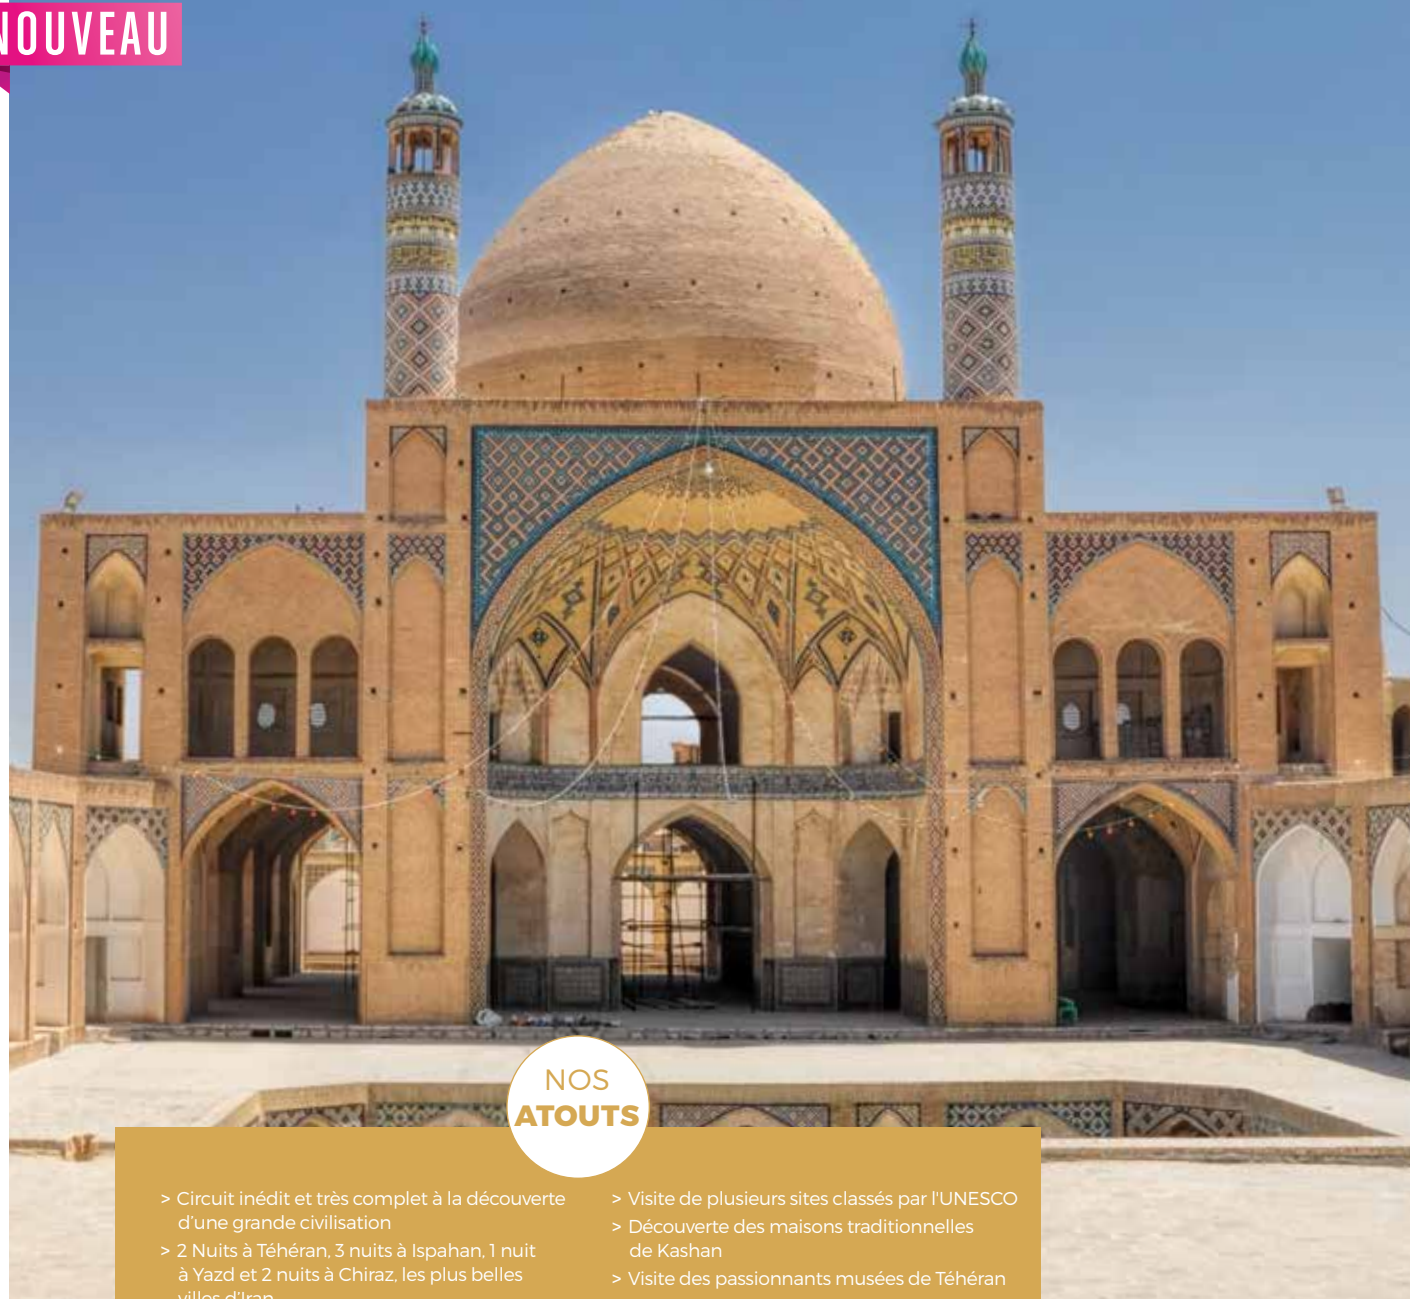 NOUVEAU
NOS
ATOUTS
> Circuit inédit et très complet à la découverte
d’une grande civilisation
> 2 Nuits à Téhéran, 3 nuits à Ispahan, 1 nuit
à Yazd et 2 nuits à Chiraz, les plus belles
villes d’Iran
> Visite de plusieurs sites classés par l'UNESCO
> Découverte des maisons traditionnelles
de Kashan
> Visite des passionnants musées de Téhéran